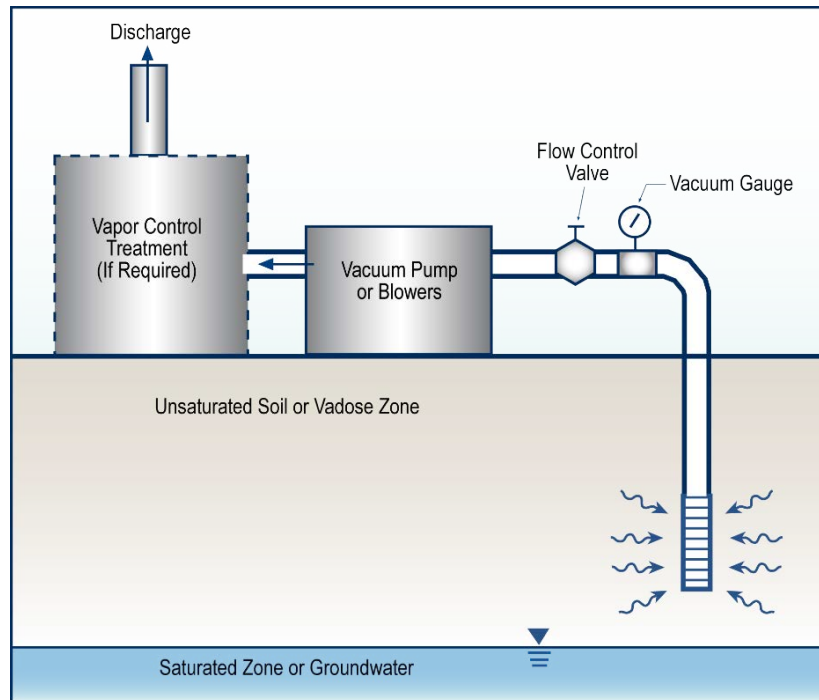 Discharge
Flow Control
Valve
Vacuum Gauge
Vapor Control
Treatment
(If Required)
Vacuum Pump
or Blowers
Unsaturated Soil or Vadose Zone
Saturated Zone or Groundwater